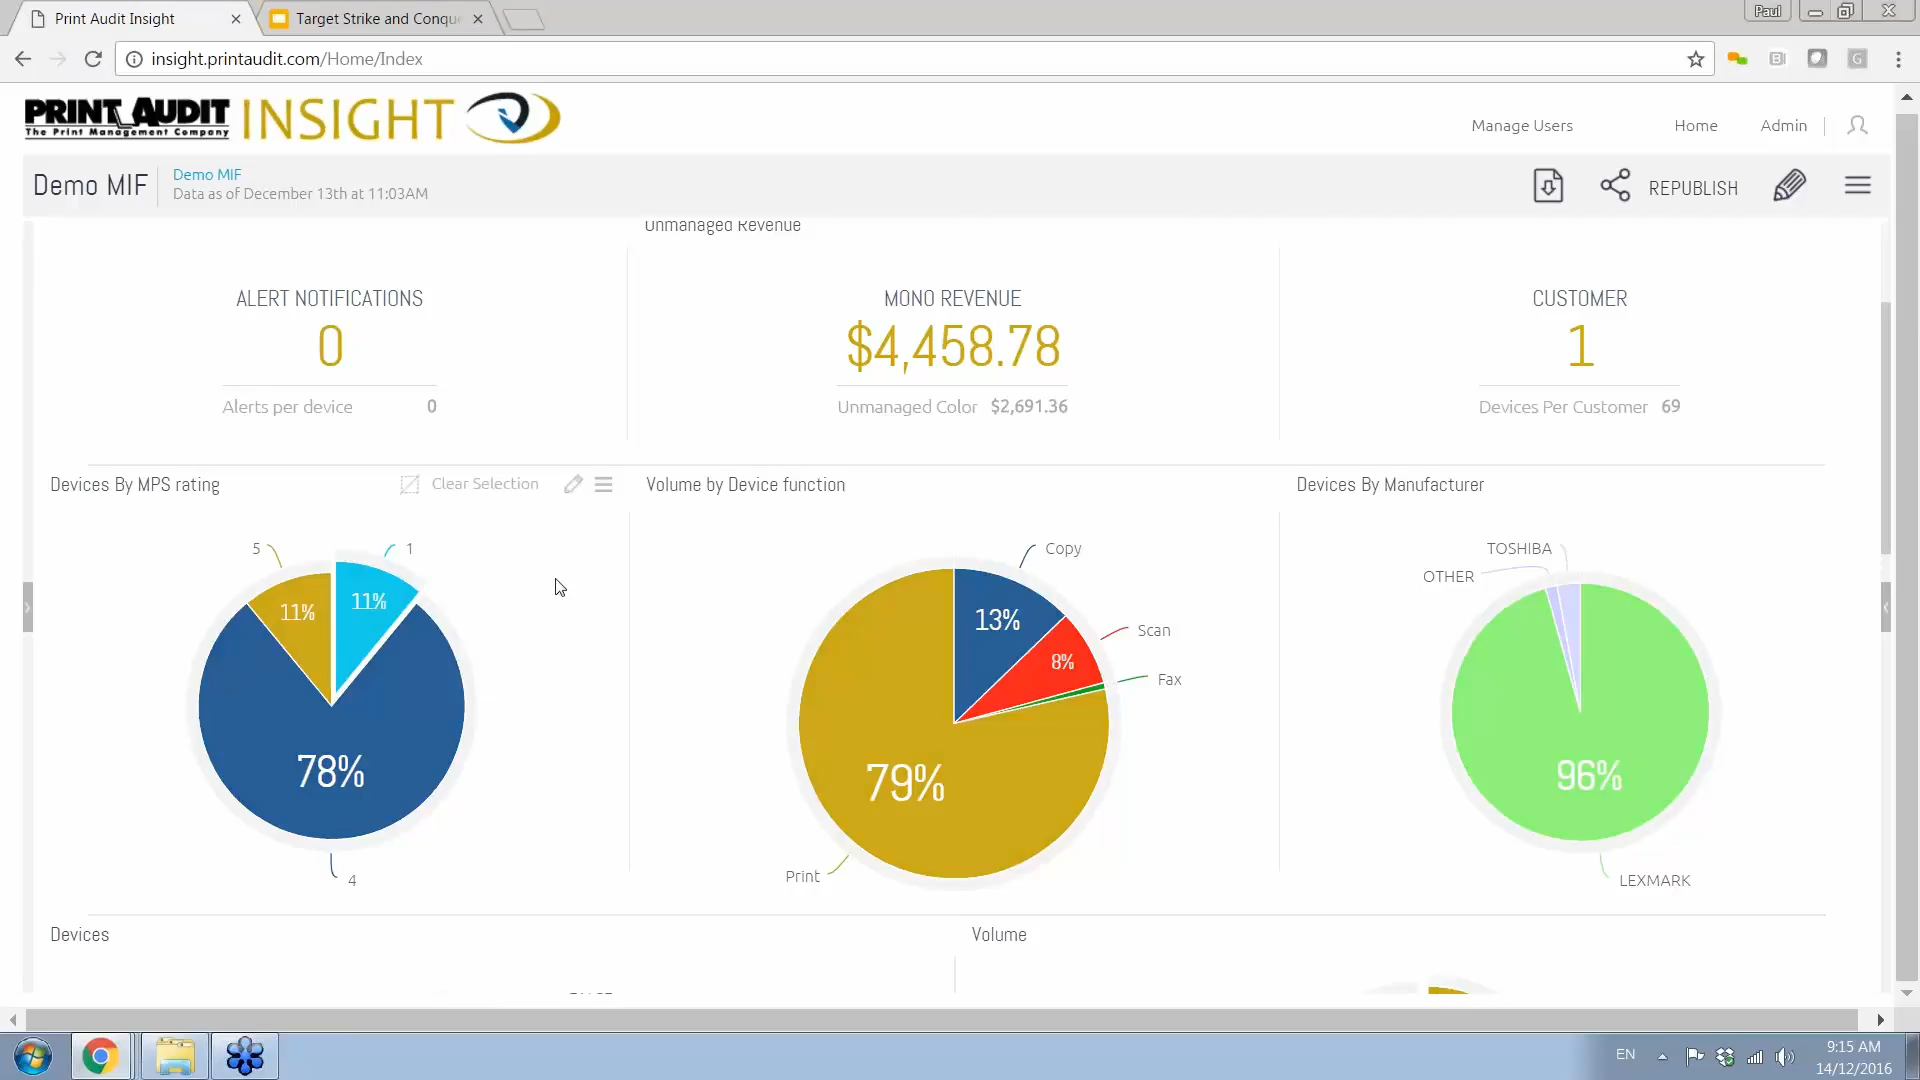 Print Audit Insight
Target Strike and Conque
Paul
insight.printaudit.com/Home/Index
PRINT AUDIT INSIGHT
The Print Management Company
Manage Users
Home
Admin
Demo MIF
Demo MIF
Data as of December 13th at 11:03AM
REPUBLISH
Unmanaged Revenue
ALERT NOTIFICATIONS
0
Alerts per device 0
MONO REVENUE
$4,458.78
Unmanaged Color $2,691.36
CUSTOMER
1
Devices Per Customer 69
Devices By MPS rating
Clear Selection
5
1
11%
11%
78%
4
Volume by Device function
Copy
13%
Scan
8%
Fax
79%
Print
Devices By Manufacturer
TOSHIBA
OTHER
96%
LEXMARK
Devices
Volume
EN
9:15 AM
14/12/2016